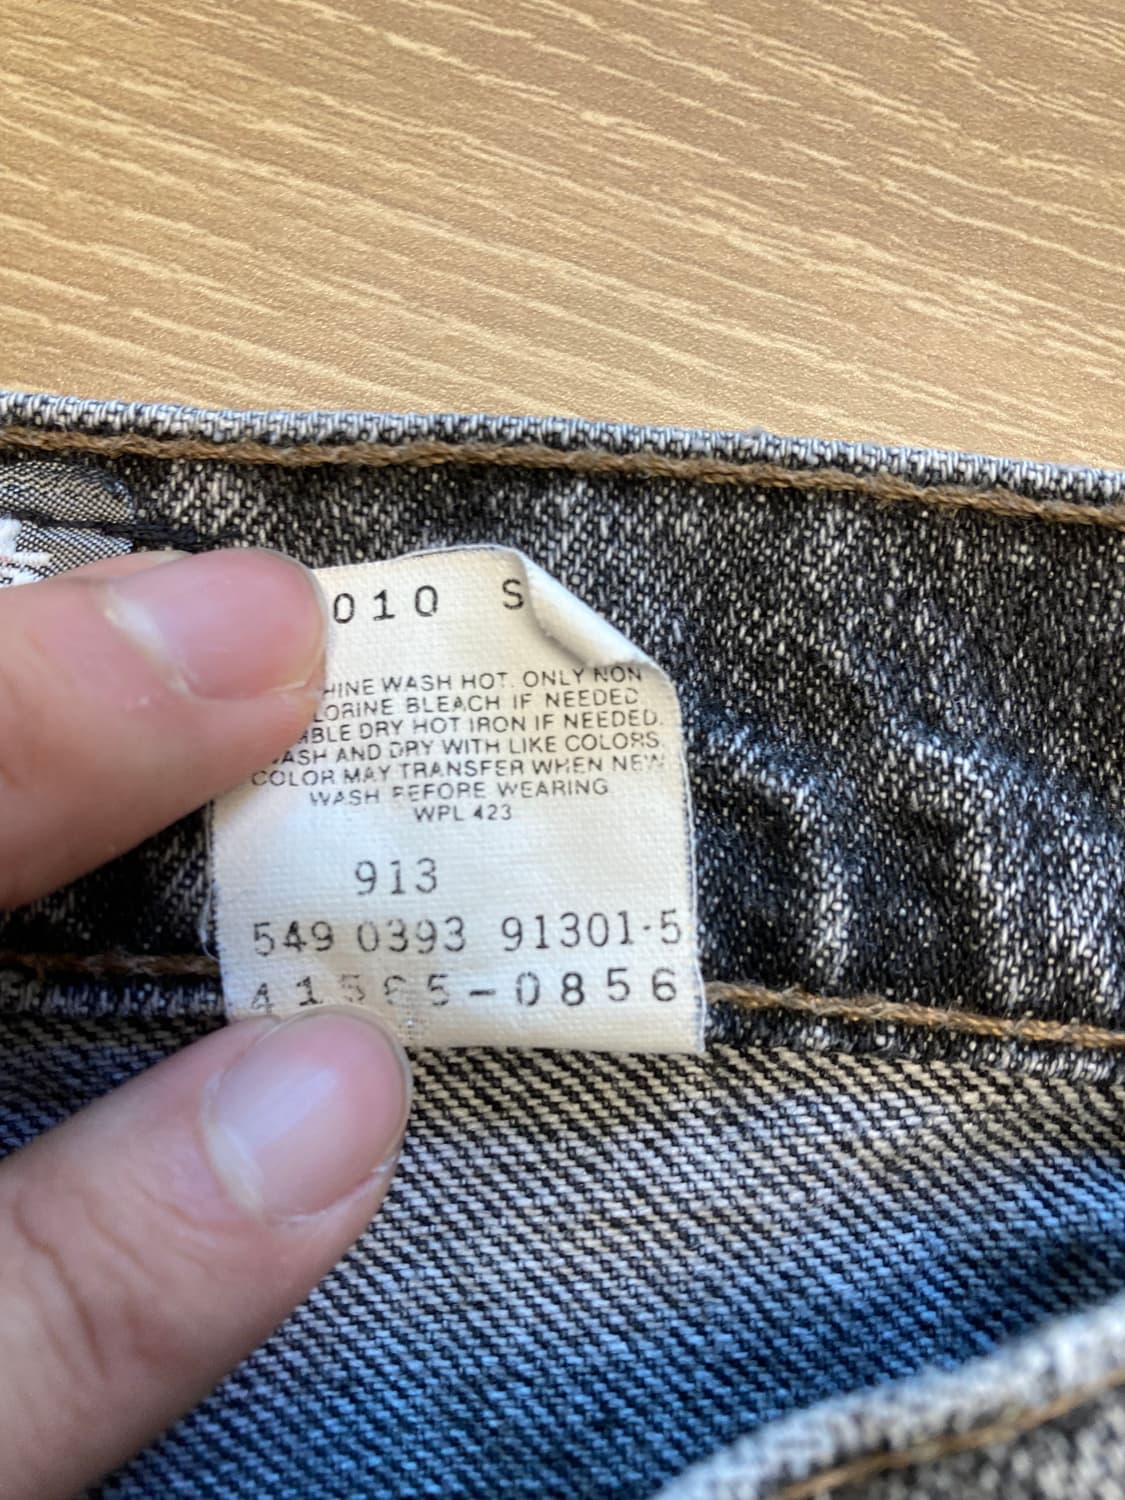 010 S
HINE WASH HOT. ONLY NON
LORINE BLEACH IF NEEDED
BLE DRY HOT IRON IF NEEDED.
ASH AND DRY WITH LIKE COLORS.
COLOR MAY TRANSFER WHEN NEW
WASH BEFORE WEARING
WPL 423
913
549 0393 91301-5
-0856